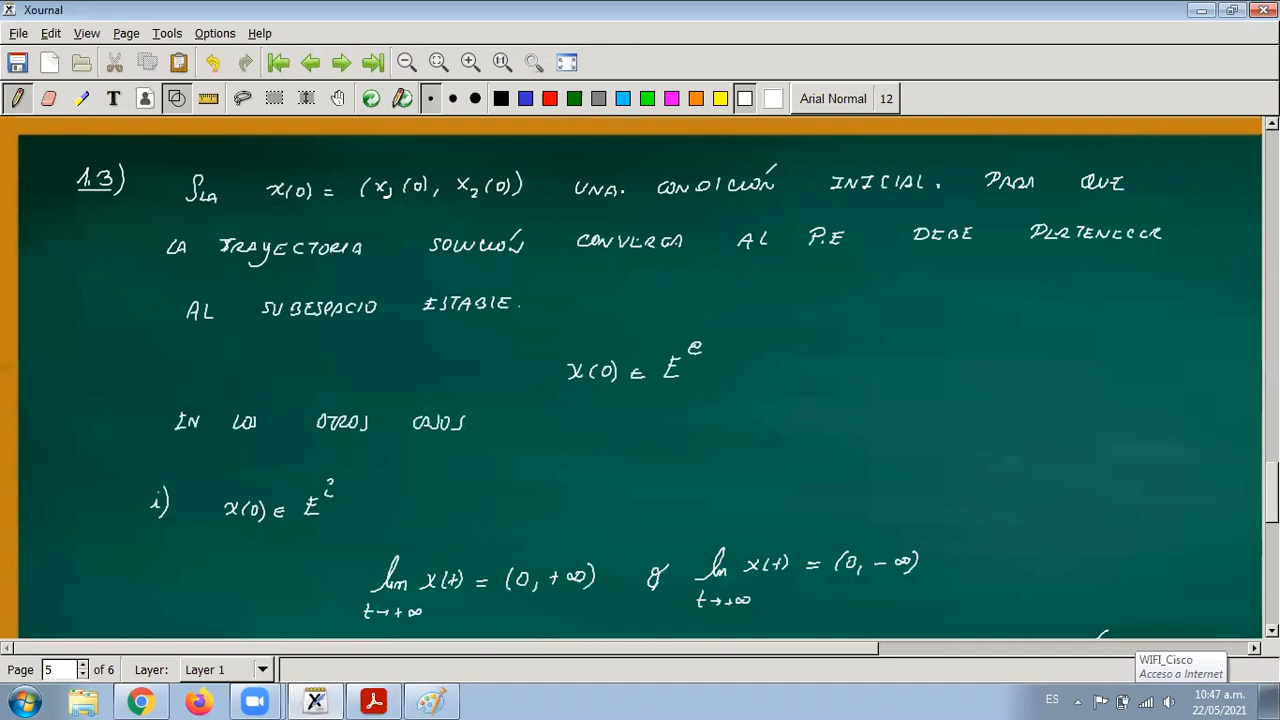 Xournal
File Edit View Page Tools Options Help
Arial Normal 12
1.3) SEA x(0) = (x₁(0), x₂(0)) UNA. CONDICIÓN INICIAL. PARA QUE
LA TRAYECTORIA SOLUCIÓN CONVERGA AL P.E DEBE PERTENECER
AL SUBESPACIO ESTABLE.
x(0) ∈ E^e
EN LOS OTROS CASOS
i) x(0) ∈ E^i
lim x(t) = (0, +∞) ó lim x(t) = (0, -∞)
t→+∞ t→+∞
Page 5 of 6 Layer: Layer 1
WIFI_Cisco
Acceso a Internet
ES 10:47 a.m.
22/05/2021